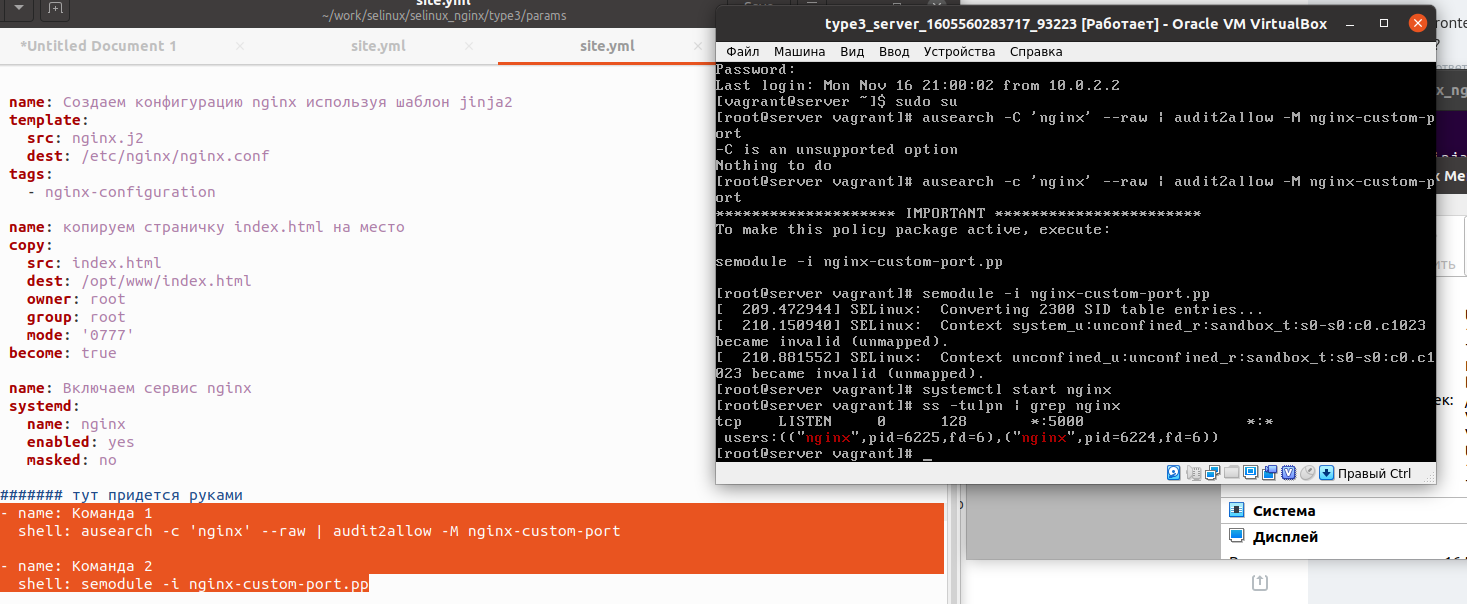 site.yml
~/work/selinux/selinux_nginx/type3/params
*Untitled Document 1
site.yml
site.yml
name: Создаем конфигурацию nginx используя шаблон jinja2
template:
src: nginx.j2
dest: /etc/nginx/nginx.conf
tags:
- nginx-configuration
name: копируем страничку index.html на место
copy:
src: index.html
dest: /opt/www/index.html
owner: root
group: root
mode: '0777'
become: true
name: Включаем сервис nginx
systemd:
name: nginx
enabled: yes
masked: no
####### тут придется руками
- name: Команда 1
shell: ausearch -c 'nginx' --raw | audit2allow -M nginx-custom-port
- name: Команда 2
shell: semodule -i nginx-custom-port.pp
type3_server_1605560283717_93223 [Работает] - Oracle VM VirtualBox
Файл Машина Вид Ввод Устройства Справка
Password:
Last login: Mon Nov 16 21:00:02 from 10.0.2.2
[vagrant@server ~]$ sudo su
[root@server vagrant]# ausearch -C 'nginx' --raw | audit2allow -M nginx-custom-p
ort
-C is an unsupported option
Nothing to do
[root@server vagrant]# ausearch -c 'nginx' --raw | audit2allow -M nginx-custom-p
ort
******************** IMPORTANT ***********************
To make this policy package active, execute:
semodule -i nginx-custom-port.pp
[root@server vagrant]# semodule -i nginx-custom-port.pp
[  209.472944] SELinux:  Converting 2300 SID table entries...
[  210.150940] SELinux:  Context system_u:unconfined_r:sandbox_t:s0-s0:c0.c1023
became invalid (unmapped).
[  210.881552] SELinux:  Context unconfined_u:unconfined_r:sandbox_t:s0-s0:c0.c1
023 became invalid (unmapped).
[root@server vagrant]# systemctl start nginx
[root@server vagrant]# ss -tulpn | grep nginx
tcp    LISTEN     0      128       *:5000                  *:*
users:(("nginx",pid=6225,fd=6),("nginx",pid=6224,fd=6))
[root@server vagrant]# _
Правый Ctrl
Система
Дисплей